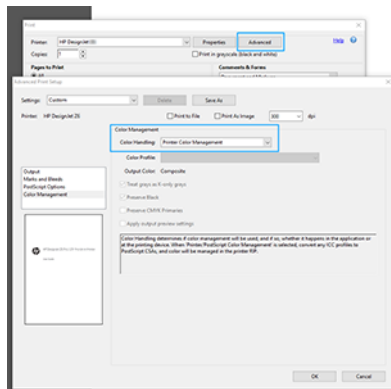 Print
Printer: HP DesignJet Properties Advanced Help
Copies: 1 Print in grayscale (black and white)
Pages to Print Comments & Forms
Advanced Print Setup
Settings: Custom Delete Save As
Printer: HP DesignJet Z6 Print to File Print As Image 300 dpi
Color Management
Color Handling: Printer Color Management
Color Profile:
Output Color: Composite
Output
Marks and Bleeds
PostScript Options
Color Management
Treat grays as K-only grays
Preserve Black
Preserve CMYK Primaries
Apply output preview settings
Color Handling determines if color management will be used, and if so, whether it happens in the application or
at the printing device. When 'Printer/PostScript Color Management' is selected, convert any ICC profiles to
PostScript CSAs, and color will be managed in the printer RIP.
OK Cancel